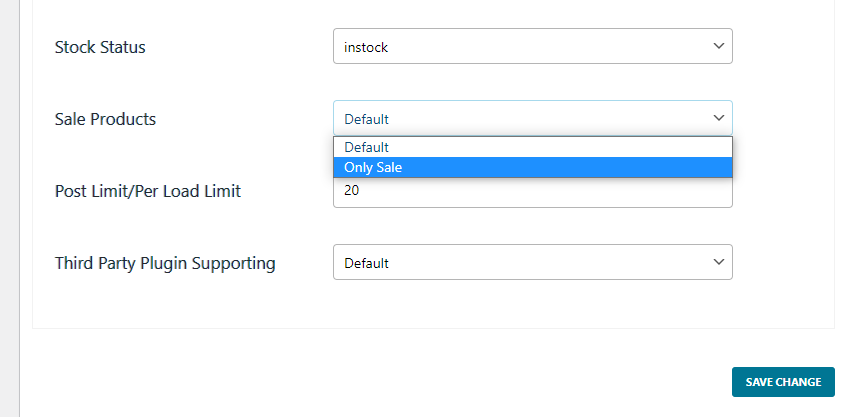 Stock Status instock
Sale Products Default
Default
Only Sale
Post Limit/Per Load Limit 20
Third Party Plugin Supporting Default
SAVE CHANGE